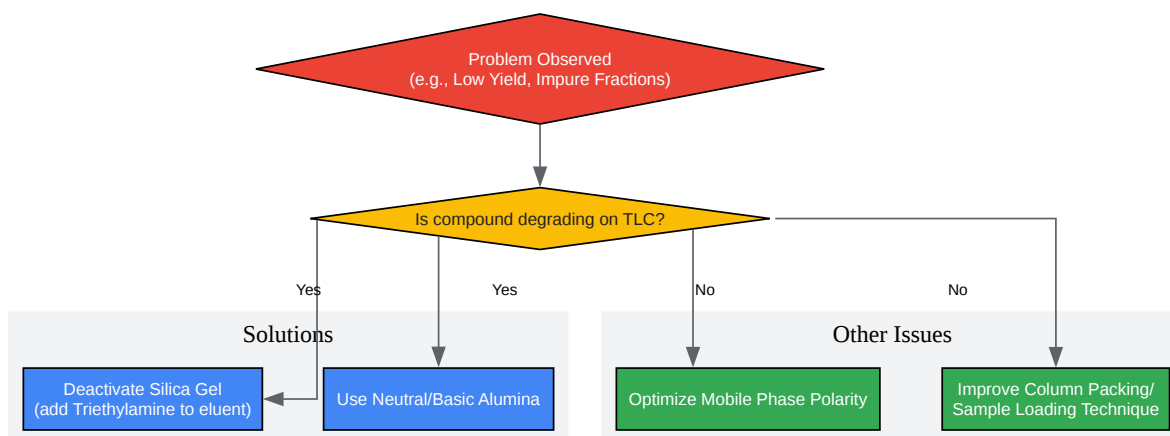 Problem Observed
(e.g., Low Yield, Impure Fractions)
Is compound degrading on TLC?
Yes
Yes
No
No
Solutions
Other Issues
Deactivate Silica Gel
(add Triethylamine to eluent)
Use Neutral/Basic Alumina
Optimize Mobile Phase Polarity
Improve Column Packing/
Sample Loading Technique